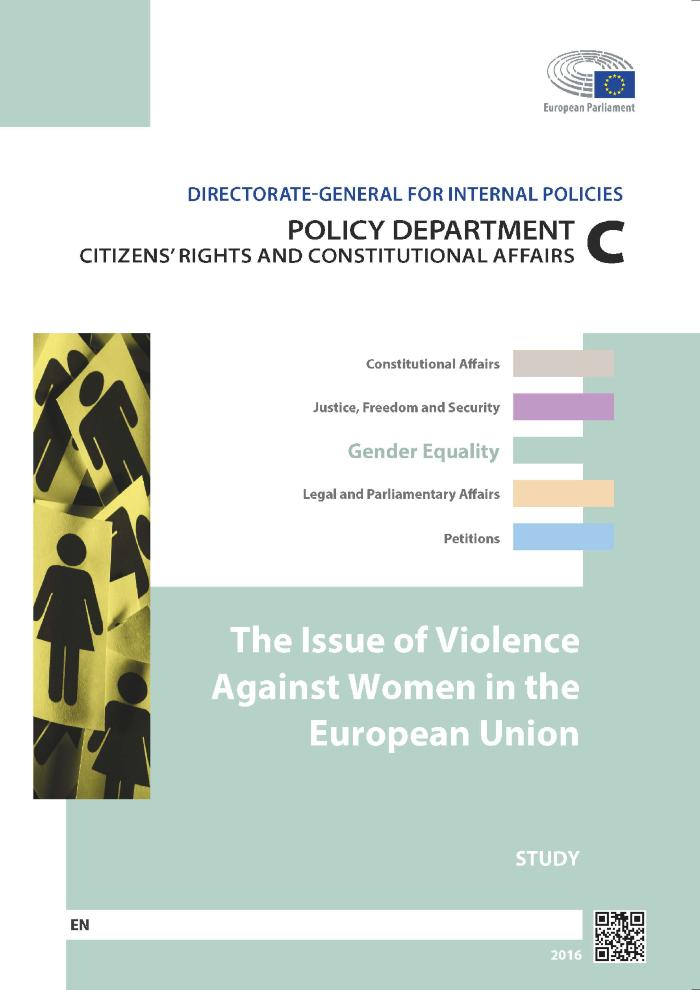 European Parliament
DIRECTORATE-GENERAL FOR INTERNAL POLICIES
POLICY DEPARTMENT C
CITIZENS' RIGHTS AND CONSTITUTIONAL AFFAIRS
Constitutional Affairs
Justice, Freedom and Security
Gender Equality
Legal and Parliamentary Affairs
Petitions
The Issue of Violence
Against Women in the
European Union
STUDY
EN
2016